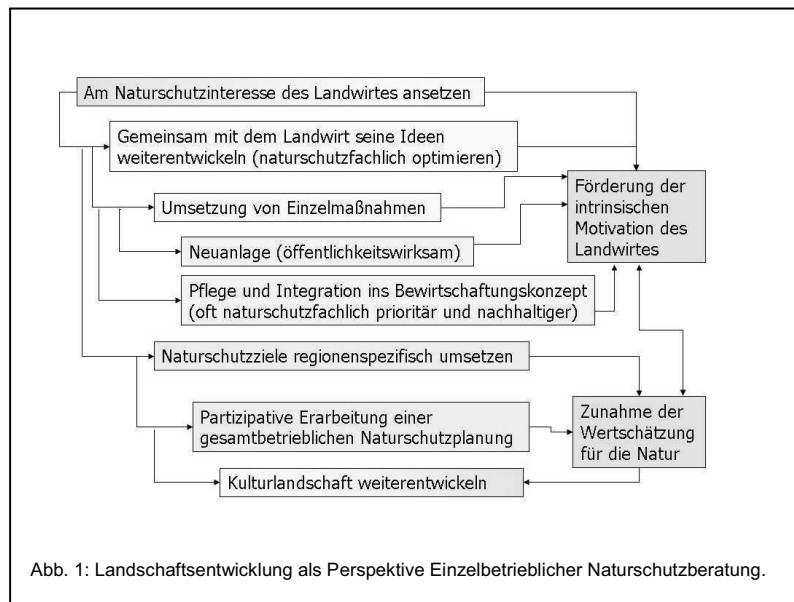 Am Naturschutzinteresse des Landwirtes ansetzen
Gemeinsam mit dem Landwirt seine Ideen
weiterentwickeln (naturschutzfachlich optimieren)
Umsetzung von Einzelmaßnahmen
Neuanlage (öffentlichkeitswirksam)
Pflege und Integration ins Bewirtschaftungskonzept
(oft naturschutzfachlich prioritär und nachhaltiger)
Naturschutzziele regionenspezifisch umsetzen
Partizipative Erarbeitung einer
gesamtbetrieblichen Naturschutzplanung
Kulturlandschaft weiterentwickeln
Förderung der
intrinsischen
Motivation des
Landwirtes
Zunahme der
Wertschätzung
für die Natur
Abb. 1: Landschaftsentwicklung als Perspektive Einzelbetrieblicher Naturschutzberatung.